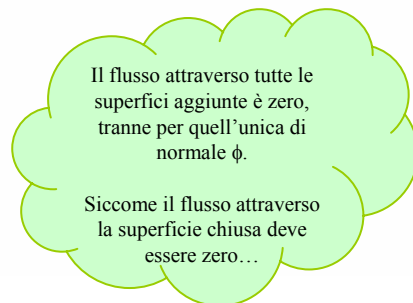 Il flusso attraverso tutte le
superfici aggiunte è zero,
tranne per quell’unica di
normale ϕ.
Siccome il flusso attraverso
la superficie chiusa deve
essere zero…